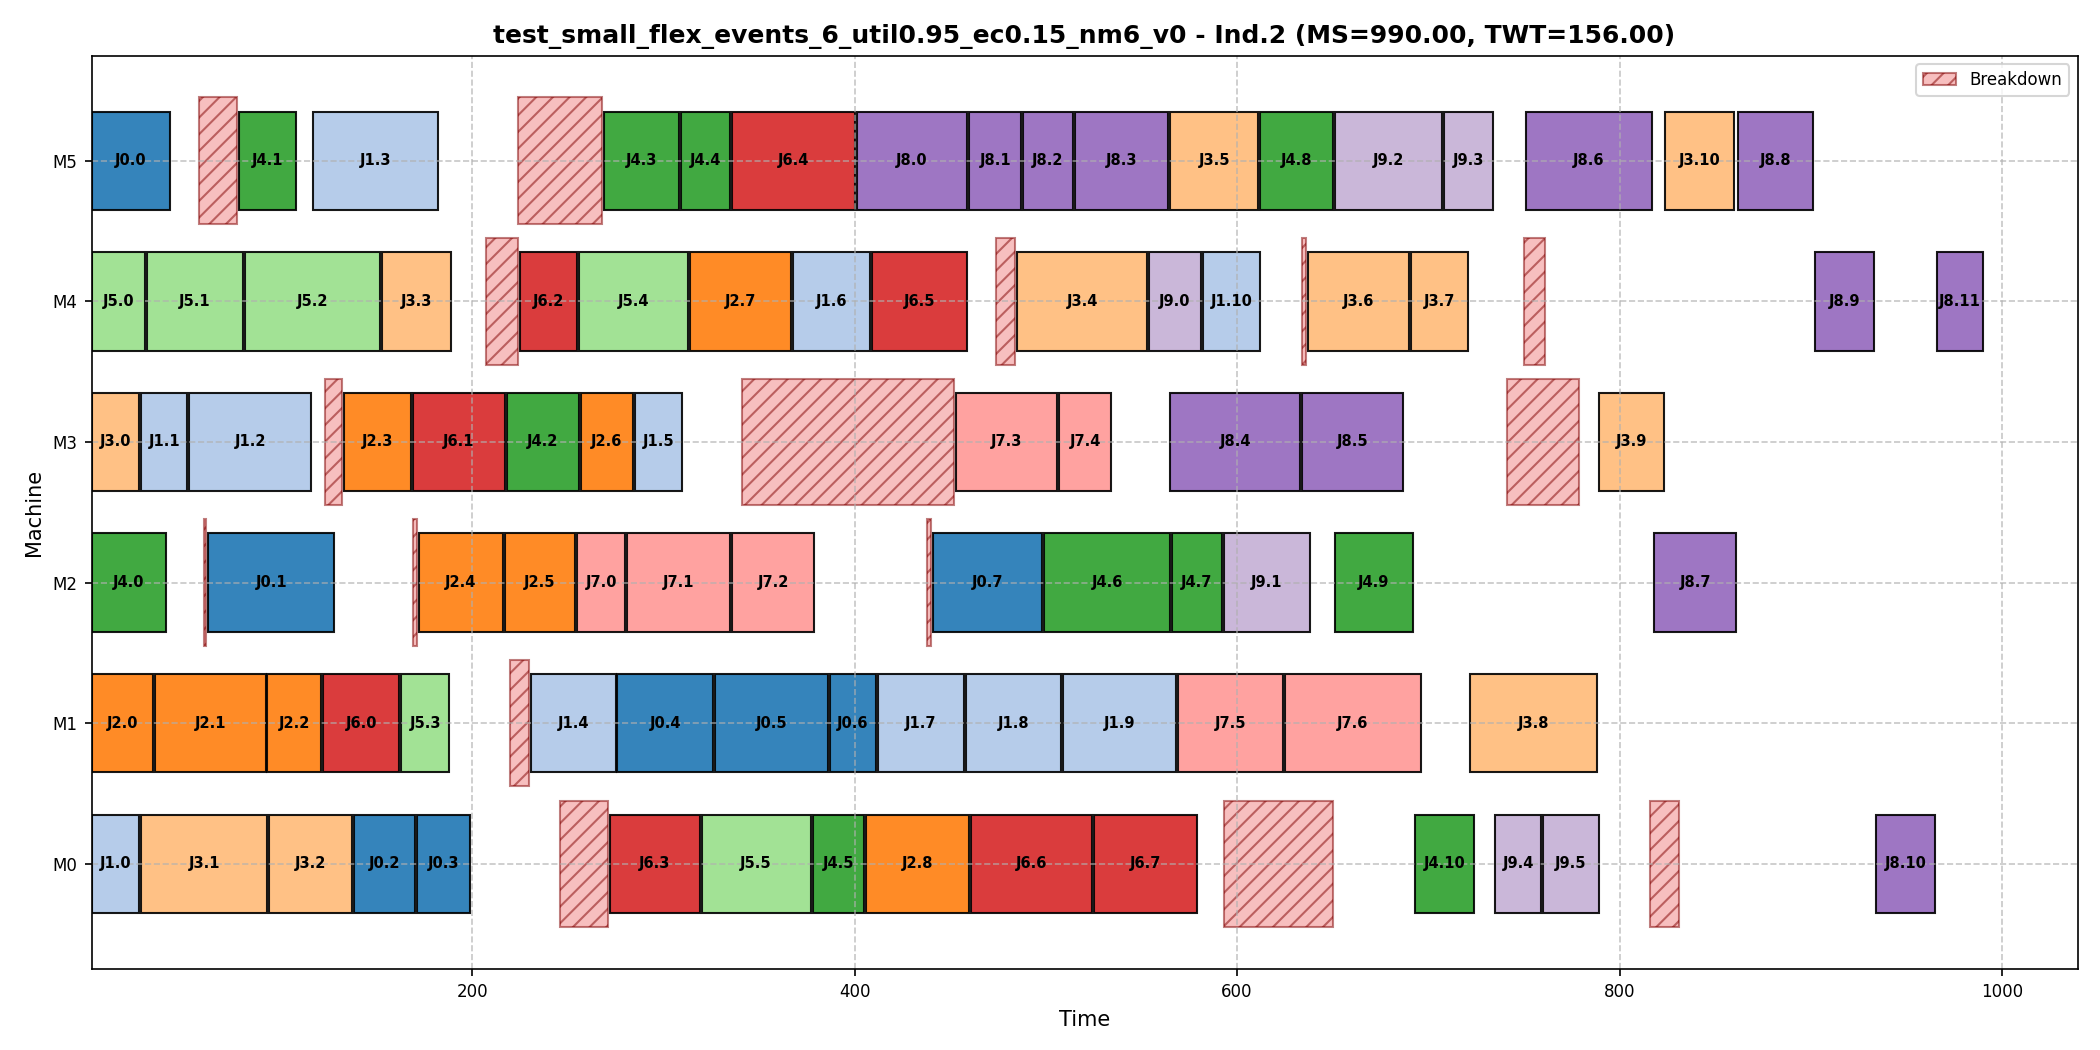 test_small_flex_events_6_util0.95_ec0.15_nm6_v0 - Ind.2 (MS=990.00, TWT=156.00)
Breakdown
M5
J0.0 J4.1 J1.3 J4.3 J4.4 J6.4 J8.0 J8.1 J8.2 J8.3 J3.5 J4.8 J9.2 J9.3 J8.6 J3.10 J8.8
M4
J5.0 J5.1 J5.2 J3.3 J6.2 J5.4 J2.7 J1.6 J6.5 J3.4 J9.0 J1.10 J3.6 J3.7 J8.9 J8.11
M3
J3.0 J1.1 J1.2 J2.3 J6.1 J4.2 J2.6 J1.5 J7.3 J7.4 J8.4 J8.5 J3.9
M2
J4.0 J0.1 J2.4 J2.5 J7.0 J7.1 J7.2 J0.7 J4.6 J4.7 J9.1 J4.9 J8.7
M1
J2.0 J2.1 J2.2 J6.0 J5.3 J1.4 J0.4 J0.5 J0.6 J1.7 J1.8 J1.9 J7.5 J7.6 J3.8
M0
J1.0 J3.1 J3.2 J0.2 J0.3 J6.3 J5.5 J4.5 J2.8 J6.6 J6.7 J4.10 J9.4 J9.5 J8.10
Machine
200 400 600 800 1000
Time